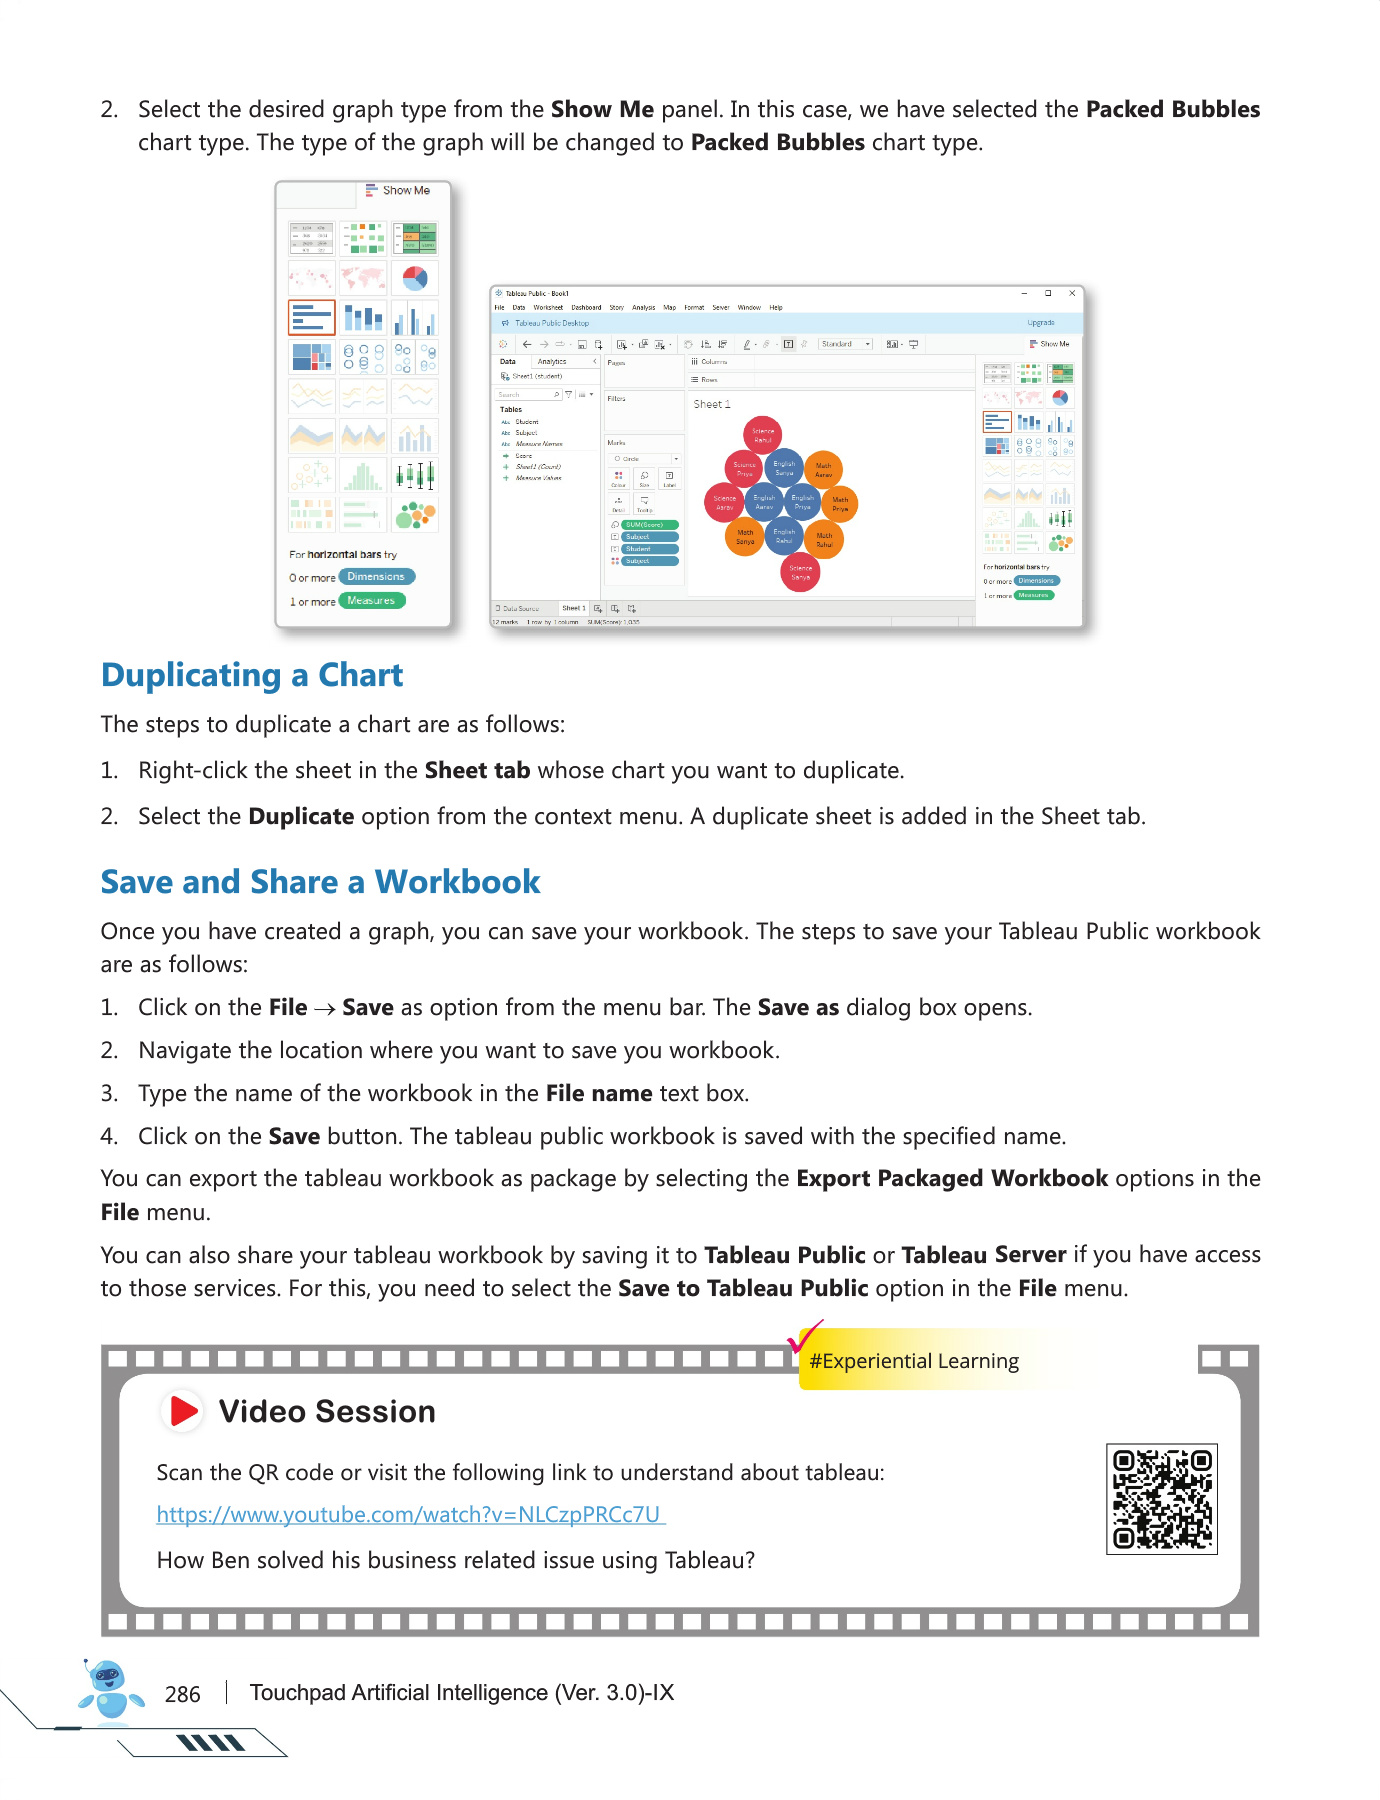 2. Select the desired graph type from the Show Me panel. In this case, we have selected the Packed Bubbles
chart type. The type of the graph will be changed to Packed Bubbles chart type.
Show Me
For horizontal bars try
0 or more Dimensions
1 or more Measures
Tableau Public - Book1
File Data Worksheet Dashboard Story Analysis Map Format Server Window Help
Tableau Public Desktop
Upgrade
Standard
Show Me
Data Analytics
Sheet1 (student)
Search
Tables
Abc Student
Abc Subject
Abc Measure Names
Score
Sheet1 (Count)
Measure Values
Pages
Filters
Marks
Circle
Colour Size Label
Detail Tooltip
SUM(Score)
Subject
Student
Subject
Columns
Rows
Sheet 1
Science
Rahul
Science
Priya
English
Sanya
Math
Aarav
Science
Aarav
English
Aarav
English
Priya
Math
Priya
Math
Sanya
English
Rahul
Math
Rahul
Science
Sanya
For horizontal bars try
0 or more Dimensions
1 or more Measures
Data Source Sheet 1
12 marks 1 row by 1 column SUM(Score): 1,035
Duplicating a Chart
The steps to duplicate a chart are as follows:
1. Right-click the sheet in the Sheet tab whose chart you want to duplicate.
2. Select the Duplicate option from the context menu. A duplicate sheet is added in the Sheet tab.
Save and Share a Workbook
Once you have created a graph, you can save your workbook. The steps to save your Tableau Public workbook
are as follows:
1. Click on the File → Save as option from the menu bar. The Save as dialog box opens.
2. Navigate the location where you want to save you workbook.
3. Type the name of the workbook in the File name text box.
4. Click on the Save button. The tableau public workbook is saved with the specified name.
You can export the tableau workbook as package by selecting the Export Packaged Workbook options in the
File menu.
You can also share your tableau workbook by saving it to Tableau Public or Tableau Server if you have access
to those services. For this, you need to select the Save to Tableau Public option in the File menu.
#Experiential Learning
Video Session
Scan the QR code or visit the following link to understand about tableau:
https://www.youtube.com/watch?v=NLCzpPRCc7U
How Ben solved his business related issue using Tableau?
286 | Touchpad Artificial Intelligence (Ver. 3.0)-IX